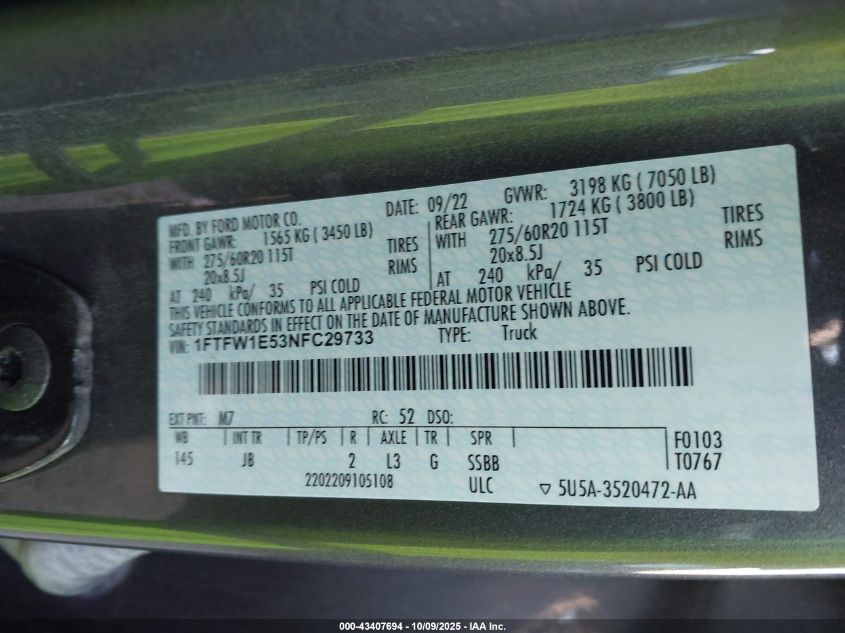 MFD. BY FORD MOTOR CO.
DATE: 09/22 GVWR: 3198 KG ( 7050 LB)
FRONT GAWR: 1565 KG ( 3450 LB)
REAR GAWR: 1724 KG ( 3800 LB)
WITH 275/60R20 115T TIRES
WITH 275/60R20 115T TIRES
20x8.5J RIMS
20x8.5J RIMS
AT 240 kPa/ 35 PSI COLD
AT 240 kPa/ 35 PSI COLD
THIS VEHICLE CONFORMS TO ALL APPLICABLE FEDERAL MOTOR VEHICLE
SAFETY STANDARDS IN EFFECT ON THE DATE OF MANUFACTURE SHOWN ABOVE.
VIN: 1FTFW1E53NFC29733 TYPE: Truck
EXT PNT: M7 RC: 52 DSO:
WB INT TR TP/PS R AXLE TR SPR F0103
145 JB 2 L3 G SSBB T0767
2202209105108 ULC ▽ 5U5A-3520472-AA
000-43407694 | 10/09/2025 - IAA Inc.